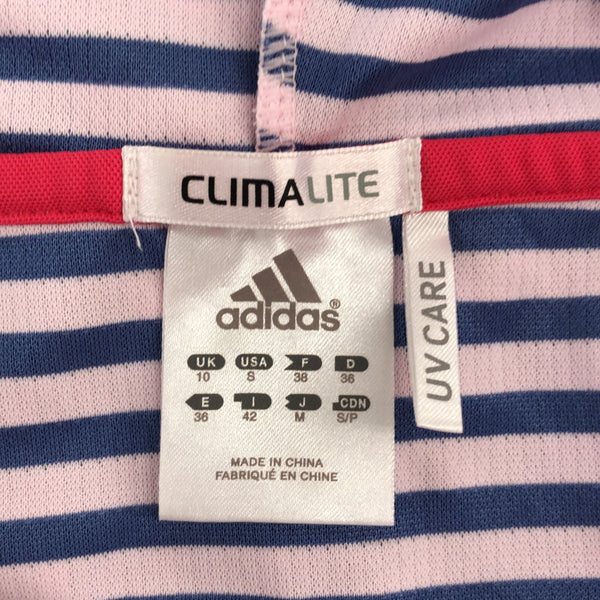 CLIMALITE
adidas®
UK USA F D
10 S 38 36
E I J CDN
36 42 M S/P
MADE IN CHINA
FABRIQUÉ EN CHINE
UV CARE